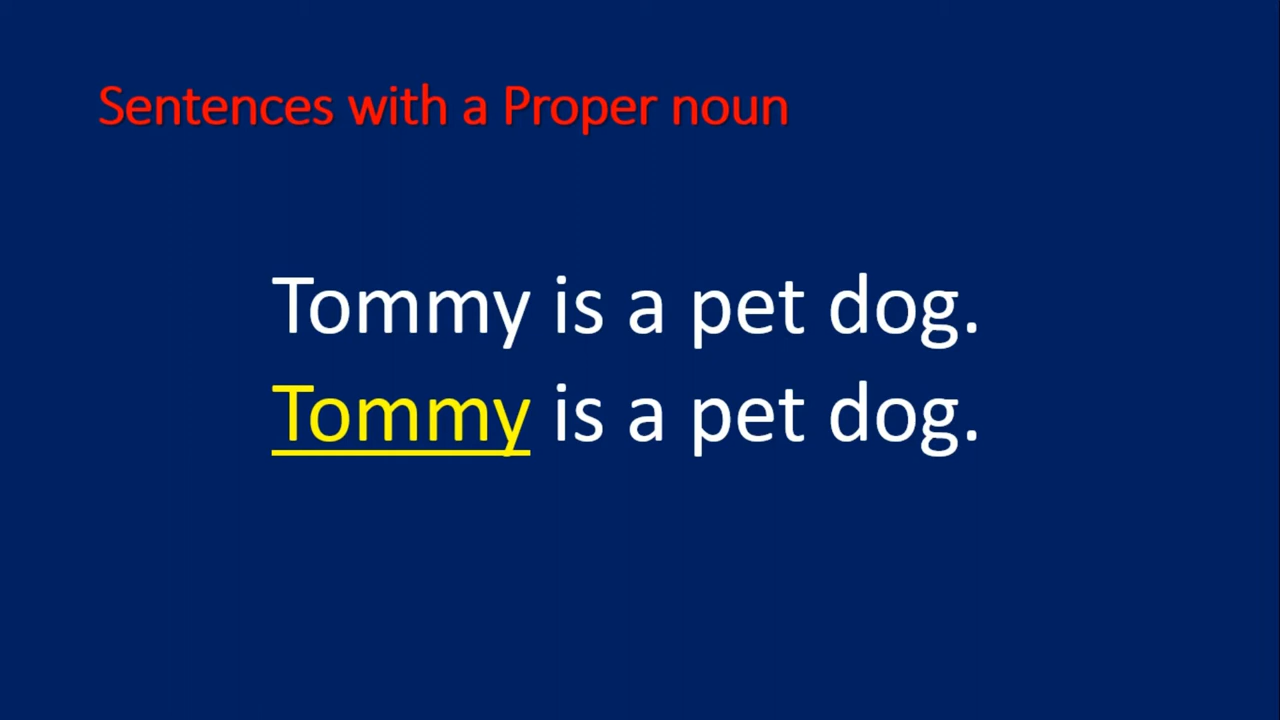 Sentences with a Proper noun
Tommy is a pet dog.
Tommy is a pet dog.